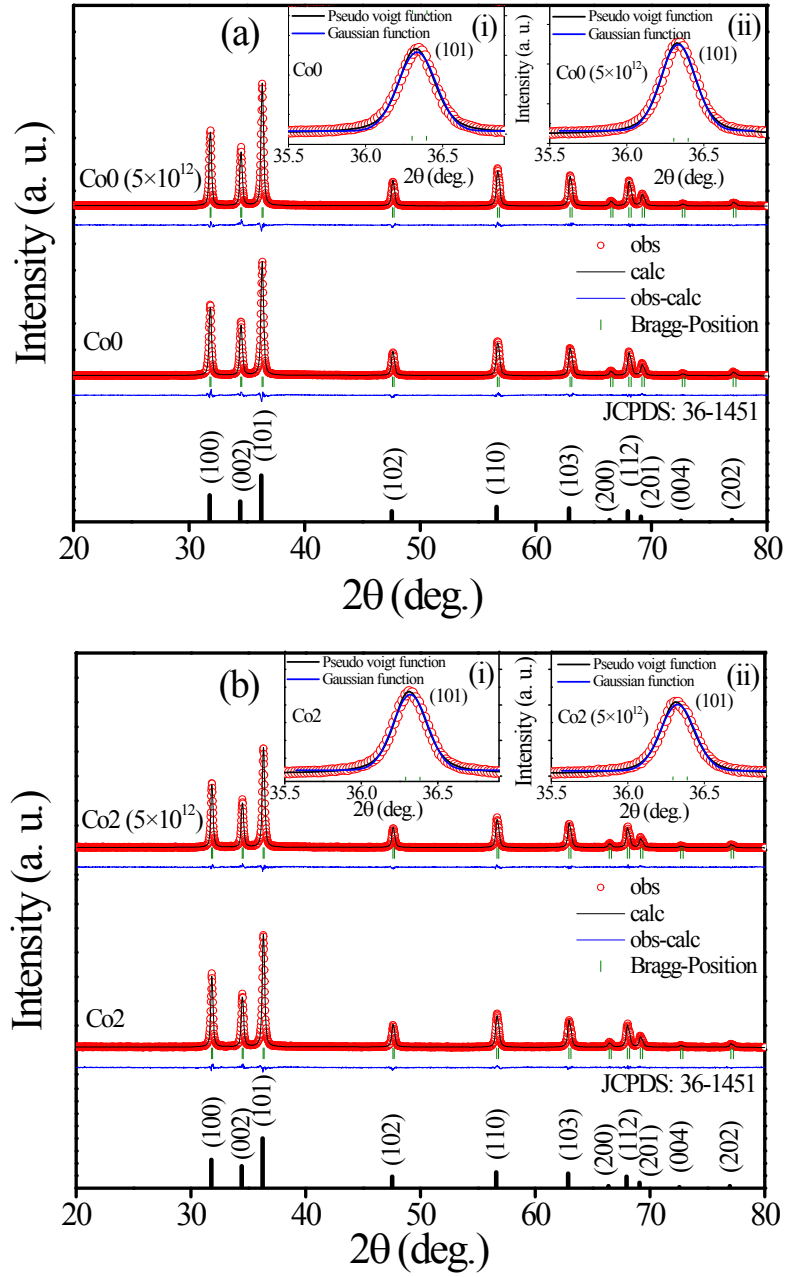 (a)
Pseudo voigt function
Gaussian function
(i)
(101)
Co0
35.5 36.0 36.5
2θ (deg.)
Intensity (a. u.)
Pseudo voigt function
Gaussian function
(ii)
(101)
Co0 (5×10¹²)
35.5 36.0 36.5
2θ (deg.)
Intensity (a. u.)
Co0 (5×10¹²)
obs
calc
obs-calc
Bragg-Position
Co0
JCPDS: 36-1451
(100) (002) (101) (102) (110) (103) (200) (112) (201) (004) (202)
20 30 40 50 60 70 80
2θ (deg.)
(b)
Pseudo voigt function
Gaussian function
(i)
(101)
Co2
35.5 36.0 36.5
2θ (deg.)
Intensity (a. u.)
Pseudo voigt function
Gaussian function
(ii)
(101)
Co2 (5×10¹²)
35.5 36.0 36.5
2θ (deg.)
Intensity (a. u.)
Co2 (5×10¹²)
obs
calc
obs-calc
Bragg-Position
Co2
JCPDS: 36-1451
(100) (002) (101) (102) (110) (103) (200) (112) (201) (004) (202)
20 30 40 50 60 70 80
2θ (deg.)